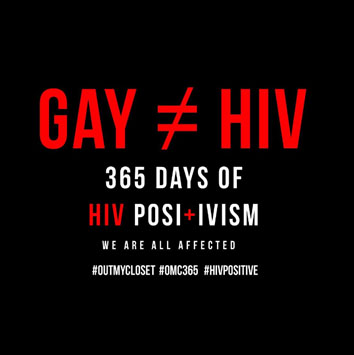 GAY ≠ HIV
365 DAYS OF
HIV POSI+IVISM
WE ARE ALL AFFECTED
#OUTMYCLOSET #OMC365 #HIVPOSITIVE